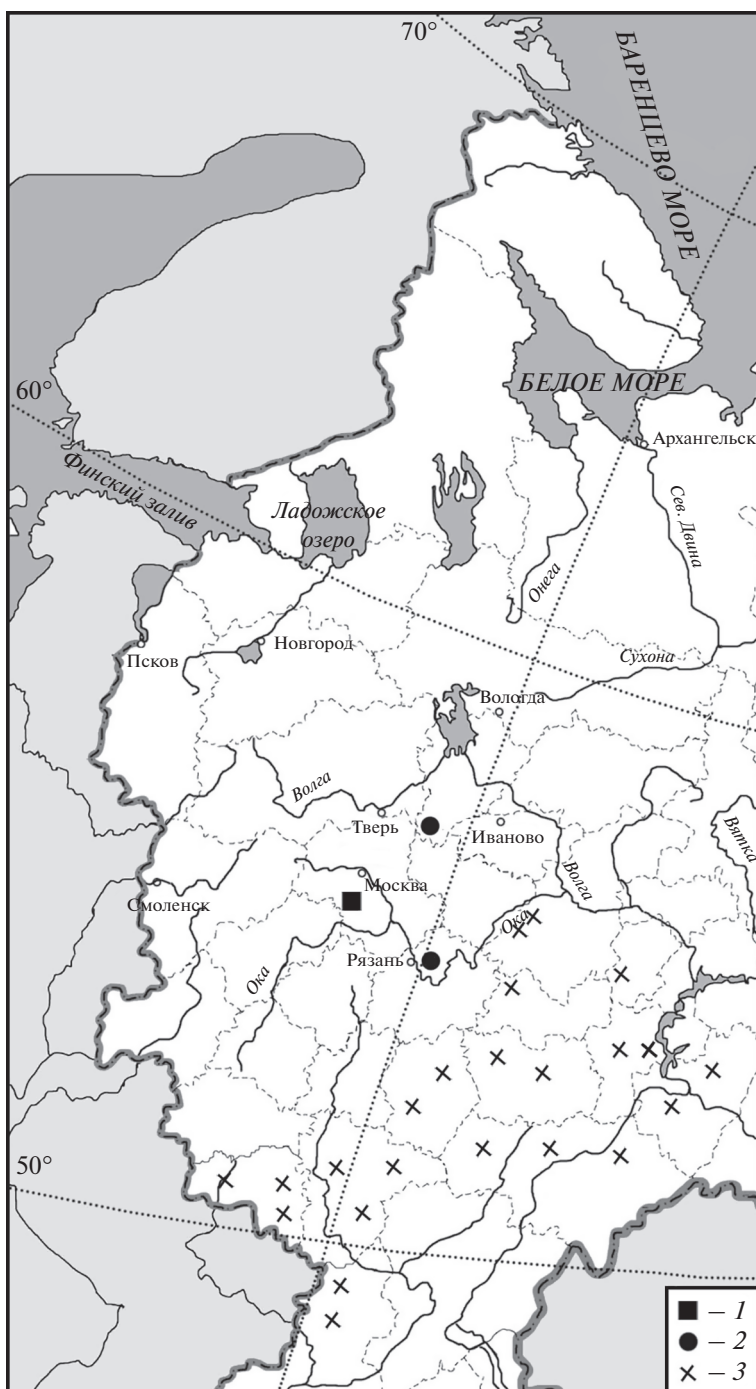 70°
БАРЕНЦЕВО МОРЕ
60°
БЕЛОЕ МОРЕ
Архангельск
Финский залив
Ладожское
озеро
Сев. Двина
Онега
Новгород
Псков
Сухона
Вологда
Волга
Тверь
Иваново
Вятка
Москва
Волга
Смоленск
Ока
Рязань
Ока
50°
– 1
– 2
– 3